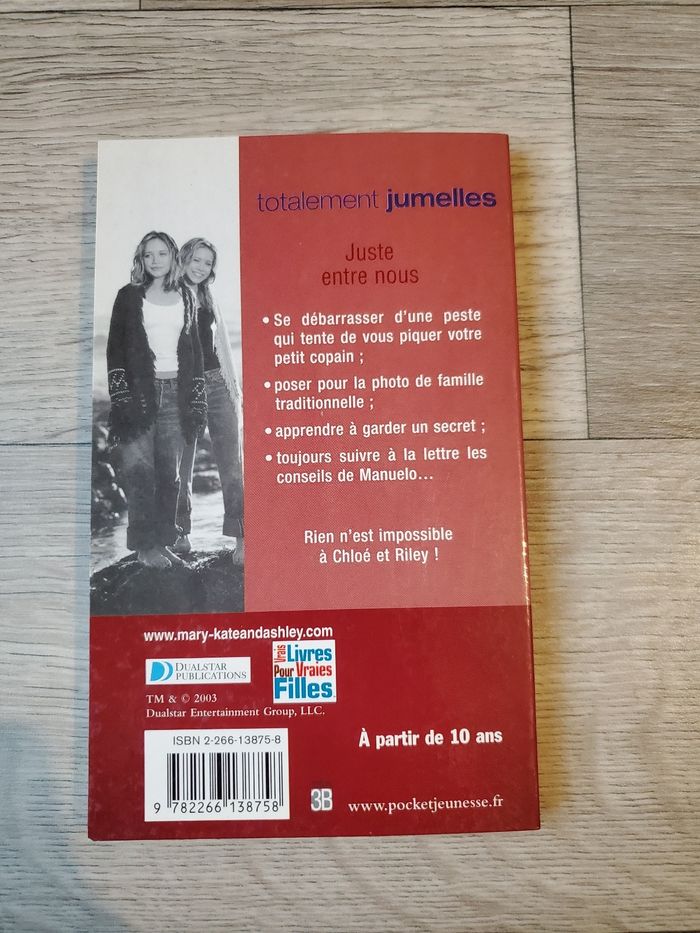 totalement jumelles
Juste
entre nous
• Se débarrasser d'une peste
qui tente de vous piquer votre
petit copain ;
• poser pour la photo de famille
traditionnelle ;
• apprendre à garder un secret ;
• toujours suivre à la lettre les
conseils de Manuelo...
Rien n'est impossible
à Chloé et Riley !
www.mary-kateandashley.com
DUALSTAR
PUBLICATIONS
Vrais Livres
Pour Vraies
Filles
TM & © 2003
Dualstar Entertainment Group, LLC.
ISBN 2-266-13875-8
9 782266 138758
À partir de 10 ans
3B
www.pocketjeunesse.fr